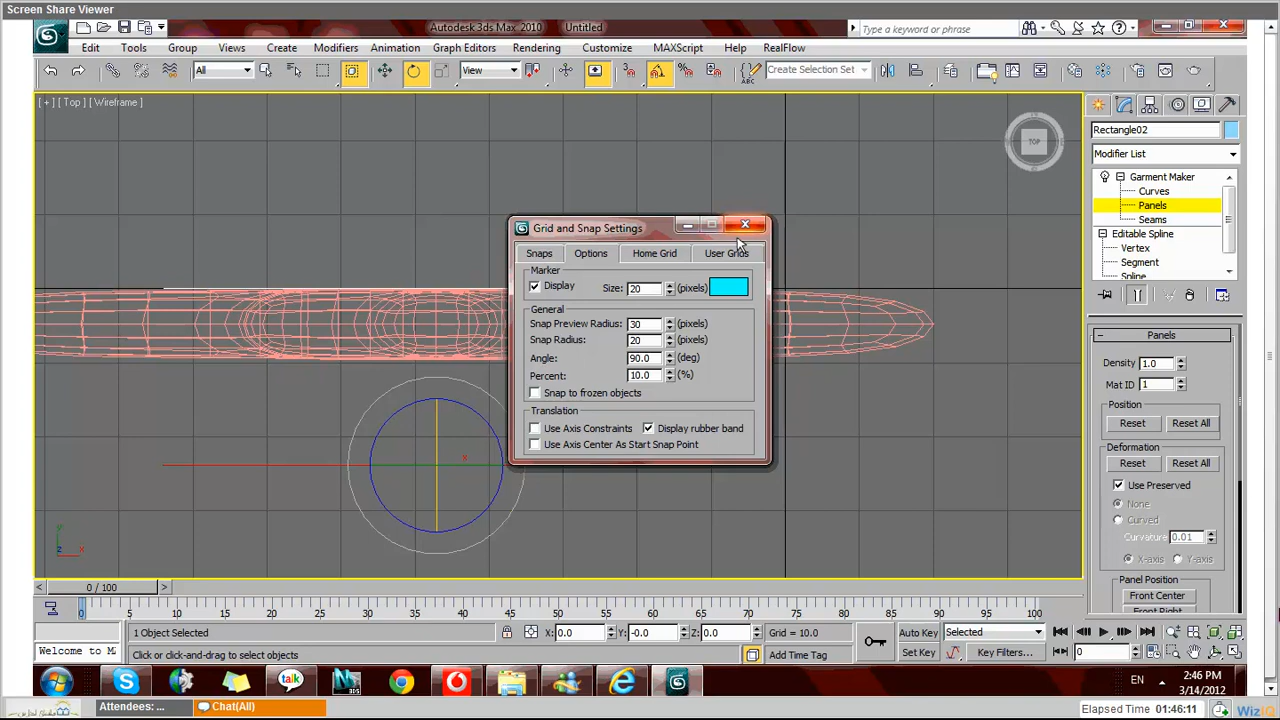 Screen Share Viewer
Autodesk 3ds Max 2010 Untitled
Type a keyword or phrase
Edit Tools Group Views Create Modifiers Animation Graph Editors Rendering Customize MAXScript Help RealFlow
All View Create Selection Set
[ + ] [ Top ] [ Wireframe ]
TOP
Rectangle02
Modifier List
Garment Maker
Curves
Panels
Seams
Editable Spline
Vertex
Segment
Spline
Grid and Snap Settings
Snaps Options Home Grid User Grids
Marker
Display Size: 20 (pixels)
General
Snap Preview Radius: 30 (pixels)
Snap Radius: 20 (pixels)
Angle: 90.0 (deg)
Percent: 10.0 (%)
Snap to frozen objects
Translation
Use Axis Constraints Display rubber band
Use Axis Center As Start Snap Point
Panels
Density 1.0
Mat ID 1
Position
Reset Reset All
Deformation
Reset Reset All
Use Preserved
None
Curved
Curvature 0.01
X-axis Y-axis
Panel Position
Front Center
Front Right
x
y
z x
0 / 100
0 5 10 15 20 25 30 35 40 45 50 55 60 65 70 75 80 85 90 95 100
1 Object Selected X: 0.0 Y: -0.0 Z: 0.0 Grid = 10.0 Auto Key Selected
Welcome to M Click or click-and-drag to select objects Add Time Tag Set Key Key Filters... 0
talk
EN 2:46 PM
3/14/2012
Attendees: ... Chat(All) Elapsed Time 01:46:11 WizIQ